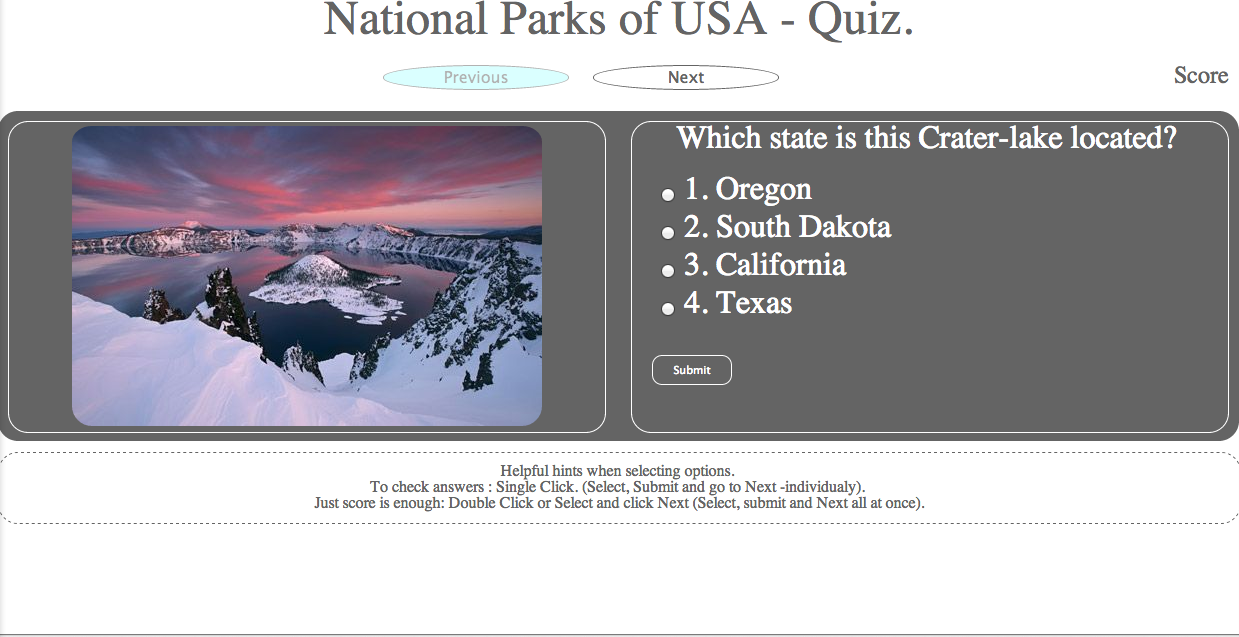 National Parks of USA - Quiz.
Previous
Next
Score
Which state is this Crater-lake located?
1. Oregon
2. South Dakota
3. California
4. Texas
Submit
Helpful hints when selecting options.
To check answers : Single Click. (Select, Submit and go to Next -individualy).
Just score is enough: Double Click or Select and click Next (Select, submit and Next all at once).